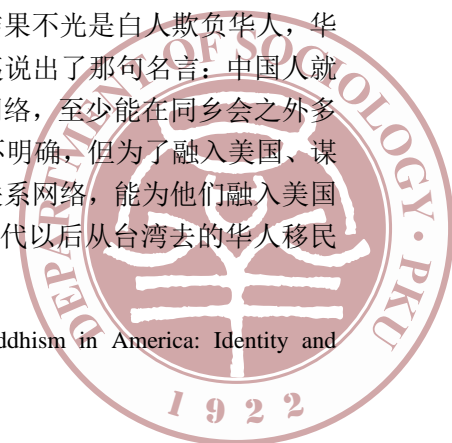 果不光是白人欺负华人，华
说出了那句名言：中国人就
网络，至少能在同乡会之外多
不明确，但为了融入美国、谋
关系网络，能为他们融入美国
代以后从台湾去的华人移民
ddhism in America: Identity and
DEPARTMENT OF SOCIOLOGY · PKU
1922